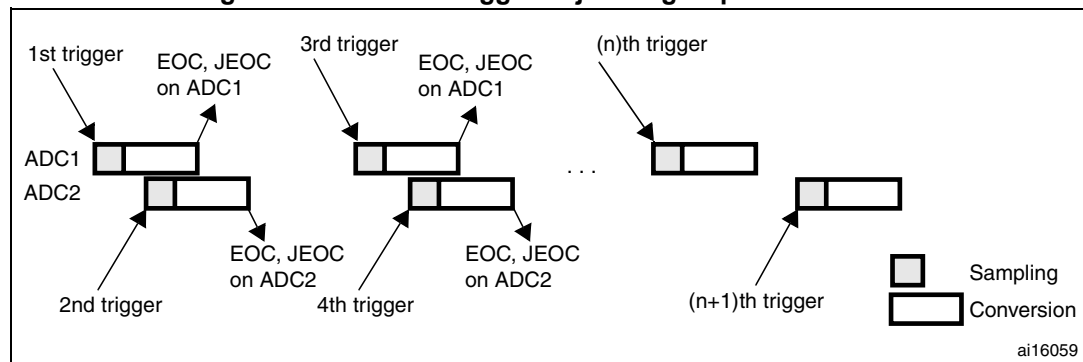 1st trigger
EOC, JEOC
on ADC1
3rd trigger
EOC, JEOC
on ADC1
(n)th trigger
ADC1
ADC2
. . .
EOC, JEOC
on ADC2
EOC, JEOC
on ADC2
2nd trigger
4th trigger
(n+1)th trigger
Sampling
Conversion
ai16059